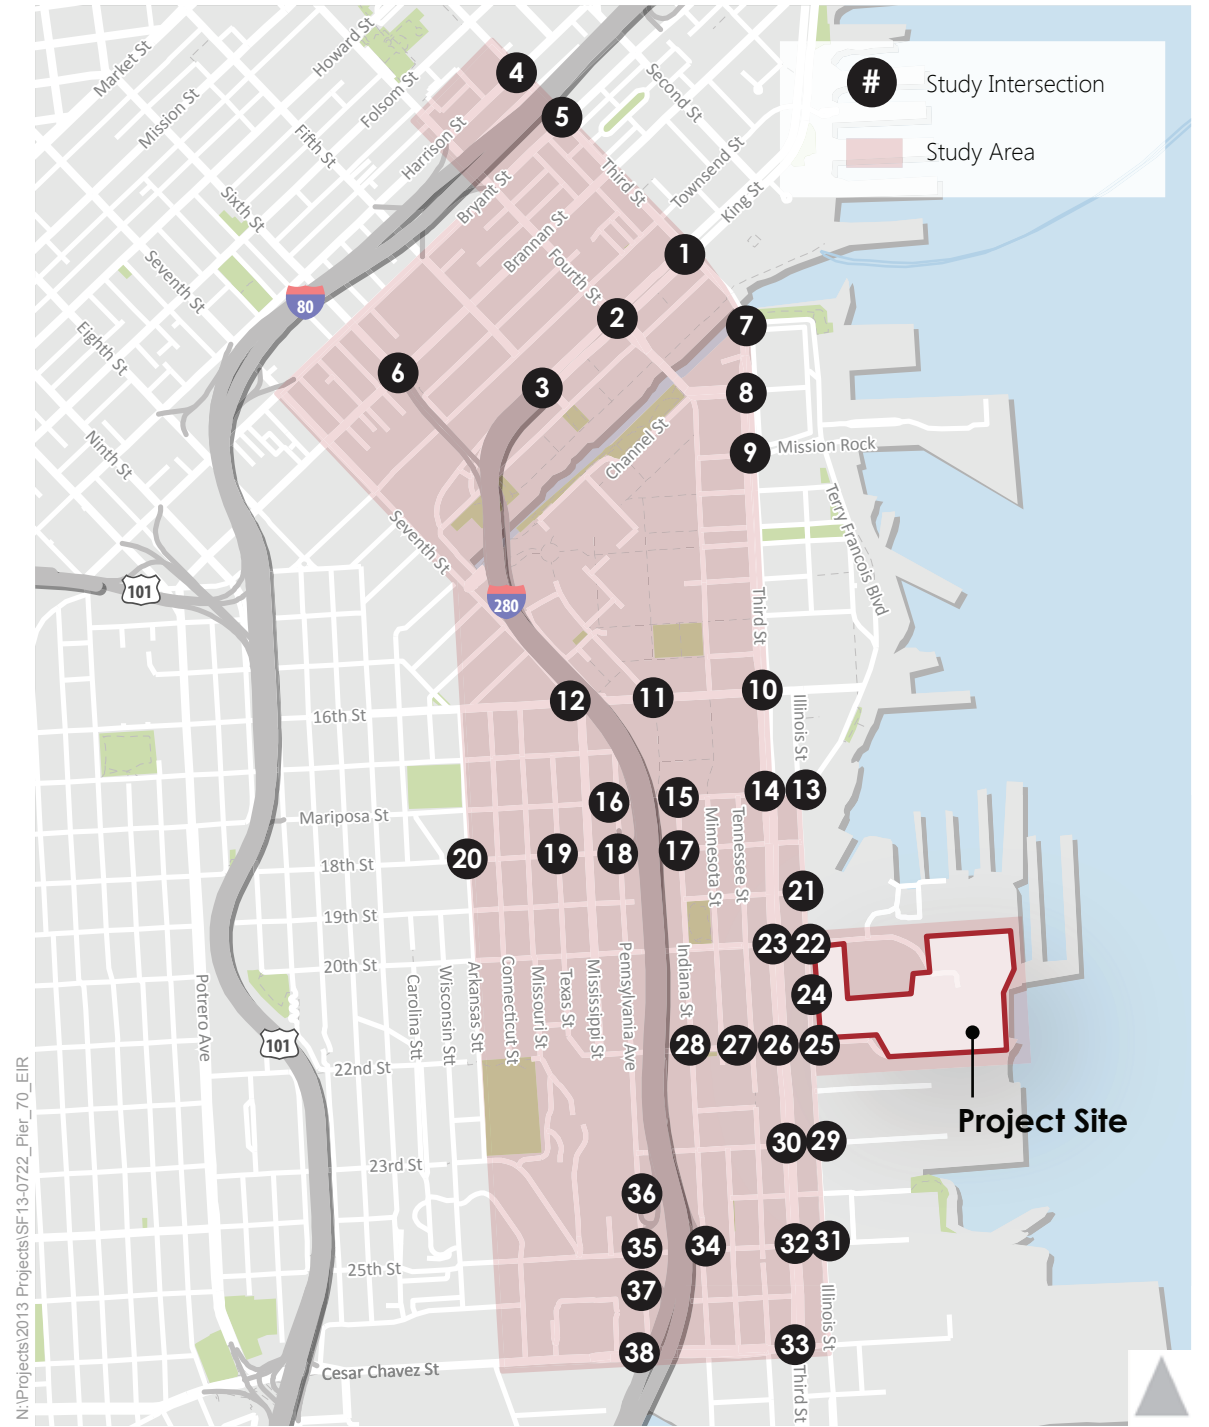 Market St
Howard St
Mission St
Folsom St
Fifth St
Harrison St
Sixth St
Bryant St
Second St
Third St
Townsend St
King St
Brannan St
Fourth St
Seventh St
Eighth St
Ninth St
4
5
# Study Intersection
Study Area
1
2
7
80
6
3
8
9
Mission Rock
Channel St
Terry Francois Blvd
Seventh St
101
280
Third St
12
11
10
16th St
Illinois St
16
15
14
13
Mariposa St
Minnesota St
Tennessee St
20
19
18
17
18th St
21
19th St
23
22
20th St
Potrero Ave
Carolina Stt
Wisconsin Stt
Arkansas Stt
Connecticut St
Missouri St
Texas St
Mississippi St
Pennsylvania Ave
Indiana St
24
101
28
27
26
25
22nd St
Project Site
30
29
23rd St
36
35
34
32
31
25th St
37
Illinois St
38
33
Cesar Chavez St
Third St
N:\Projects\2013 Projects\SF13-0722_Pier_70_EIR